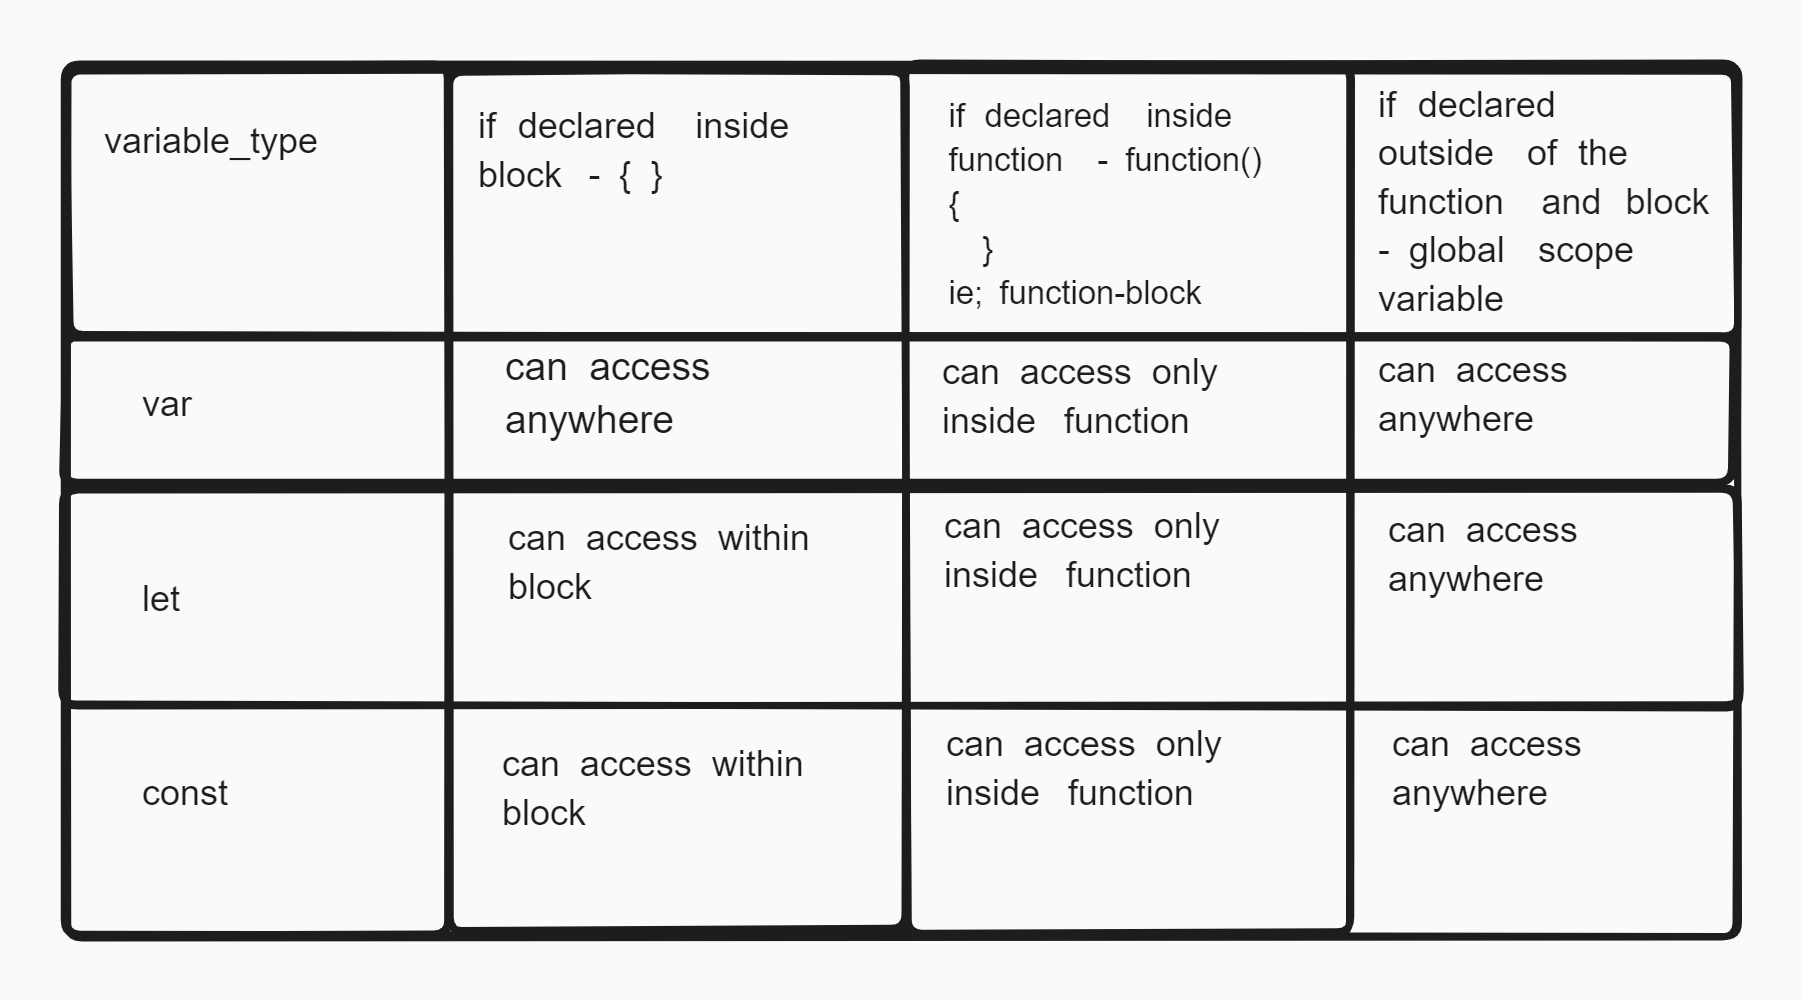 variable_type
if declared inside
block - { }
if declared inside
function - function()
{
}
ie; function-block
if declared
outside of the
function and block
- global scope
variable
var
can access
anywhere
can access only
inside function
can access
anywhere
let
can access within
block
can access only
inside function
can access
anywhere
const
can access within
block
can access only
inside function
can access
anywhere